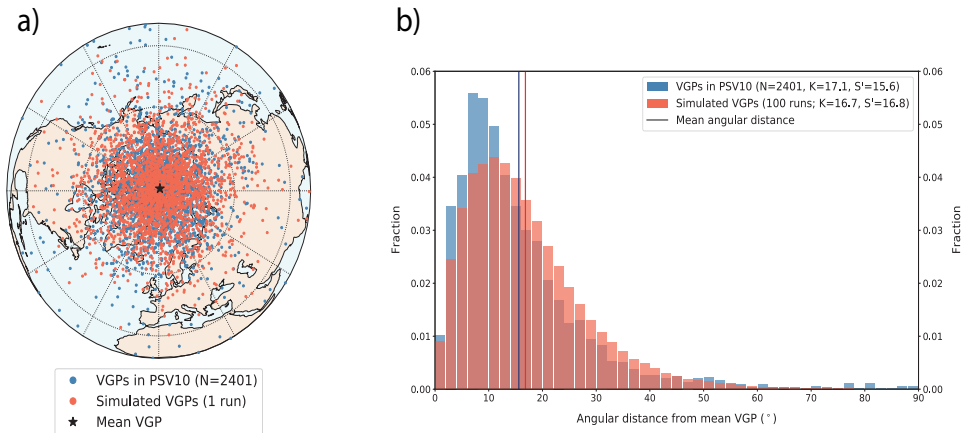 a)
VGPs in PSV10 (N=2401)
Simulated VGPs (1 run)
Mean VGP
b)
VGPs in PSV10 (N=2401, K=17.1, S'=15.6)
Simulated VGPs (100 runs; K=16.7, S'=16.8)
Mean angular distance
0.06 0.06
0.05 0.05
0.04 0.04
0.03 0.03
0.02 0.02
0.01 0.01
0.00 0.00
Fraction
Fraction
0 10 20 30 40 50 60 70 80 90
Angular distance from mean VGP (°)